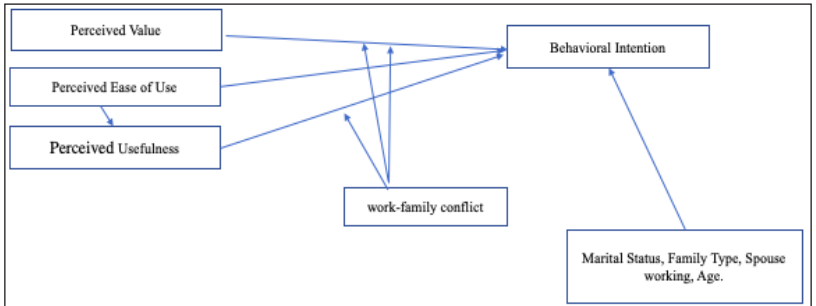 Perceived Value
Behavioral Intention
Perceived Ease of Use
Perceived Usefulness
work-family conflict
Marital Status, Family Type, Spouse
working, Age.